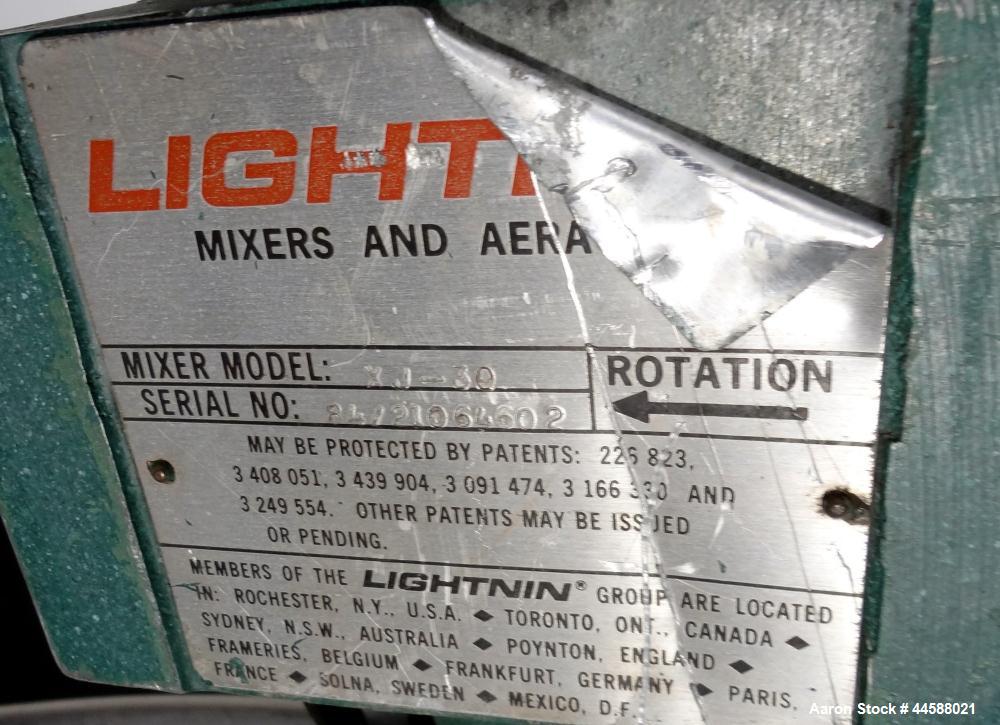 LIGHTN
MIXERS AND AERA
MIXER MODEL: XJ-30
SERIAL NO:
ROTATION
MAY BE PROTECTED BY PATENTS: 226 823,
3 408 051, 3 439 904, 3 091 474, 3 166 330 AND
3 249 554. OTHER PATENTS MAY BE ISSUED
OR PENDING.
MEMBERS OF THE LIGHTNIN® GROUP ARE LOCATED
IN: ROCHESTER, N.Y., U.S.A. ◆ TORONTO, ONT., CANADA ◆
SYDNEY, N.S.W., AUSTRALIA ◆ POYNTON, ENGLAND ◆
FRAMERIES, BELGIUM ◆ FRANKFURT, GERMANY ◆ PARIS,
FRANCE ◆ SOLNA, SWEDEN ◆ MEXICO, D.F.
Aaron Stock # 44588021